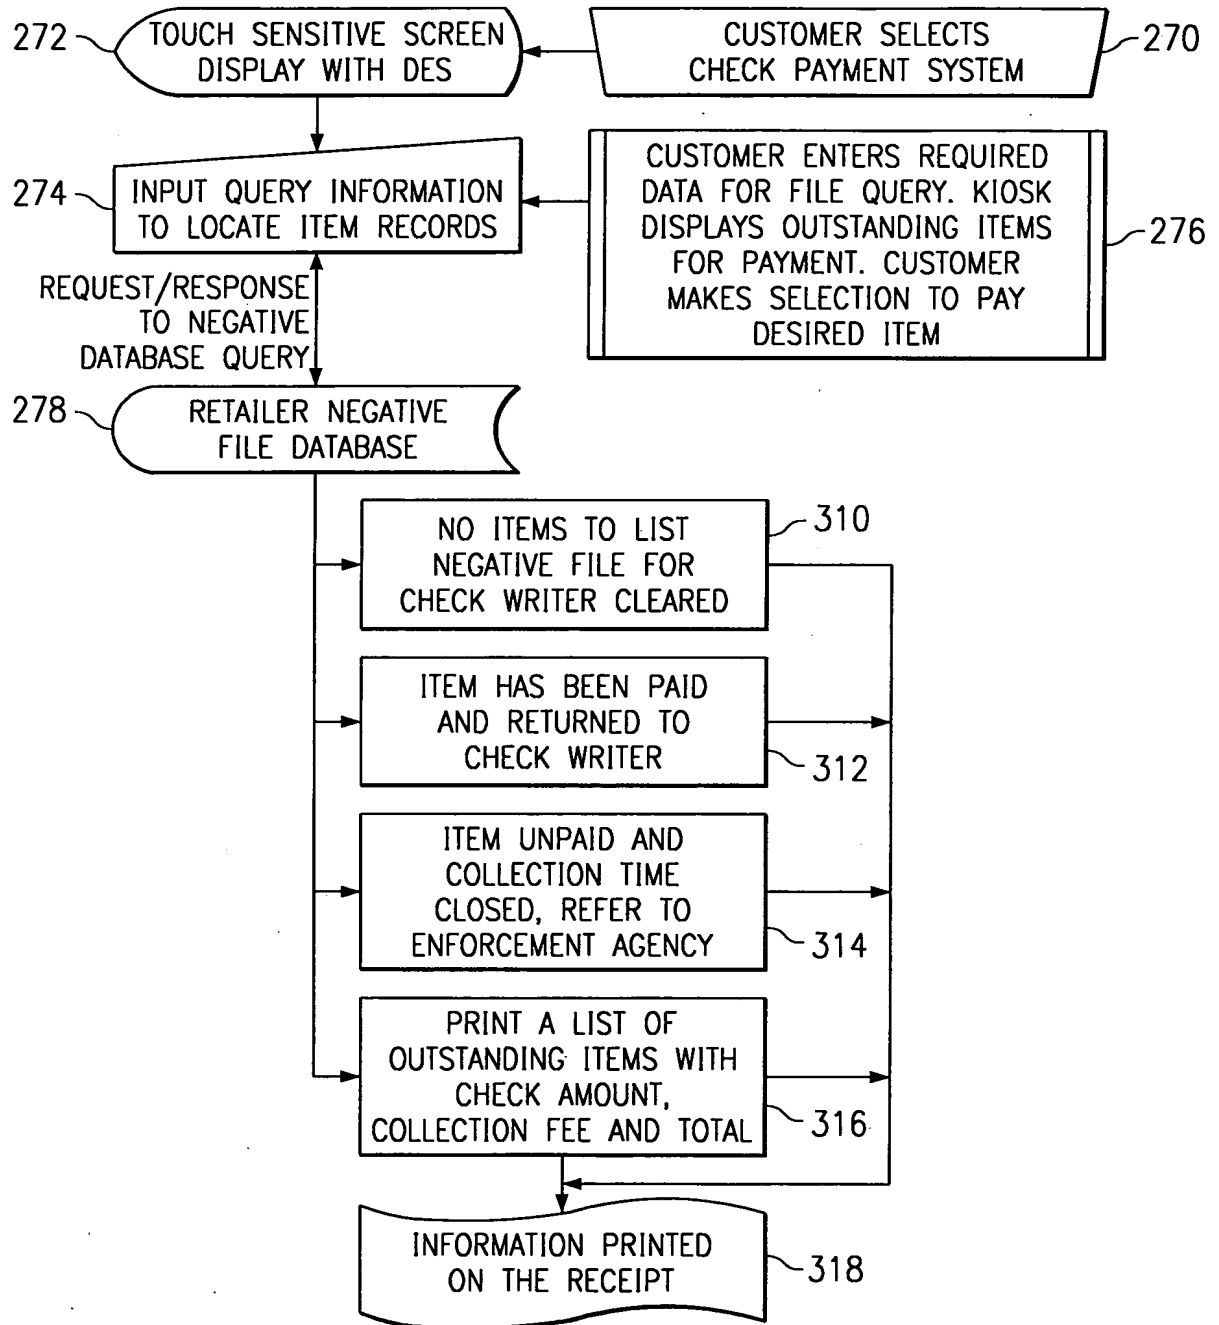 272
TOUCH SENSITIVE SCREEN
DISPLAY WITH DES
CUSTOMER SELECTS
CHECK PAYMENT SYSTEM
270
274
INPUT QUERY INFORMATION
TO LOCATE ITEM RECORDS
CUSTOMER ENTERS REQUIRED
DATA FOR FILE QUERY. KIOSK
DISPLAYS OUTSTANDING ITEMS
FOR PAYMENT. CUSTOMER
MAKES SELECTION TO PAY
DESIRED ITEM
276
REQUEST/RESPONSE
TO NEGATIVE
DATABASE QUERY
278
RETAILER NEGATIVE
FILE DATABASE
NO ITEMS TO LIST
NEGATIVE FILE FOR
CHECK WRITER CLEARED
310
ITEM HAS BEEN PAID
AND RETURNED TO
CHECK WRITER
312
ITEM UNPAID AND
COLLECTION TIME
CLOSED, REFER TO
ENFORCEMENT AGENCY
314
PRINT A LIST OF
OUTSTANDING ITEMS WITH
CHECK AMOUNT,
COLLECTION FEE AND TOTAL
316
INFORMATION PRINTED
ON THE RECEIPT
318